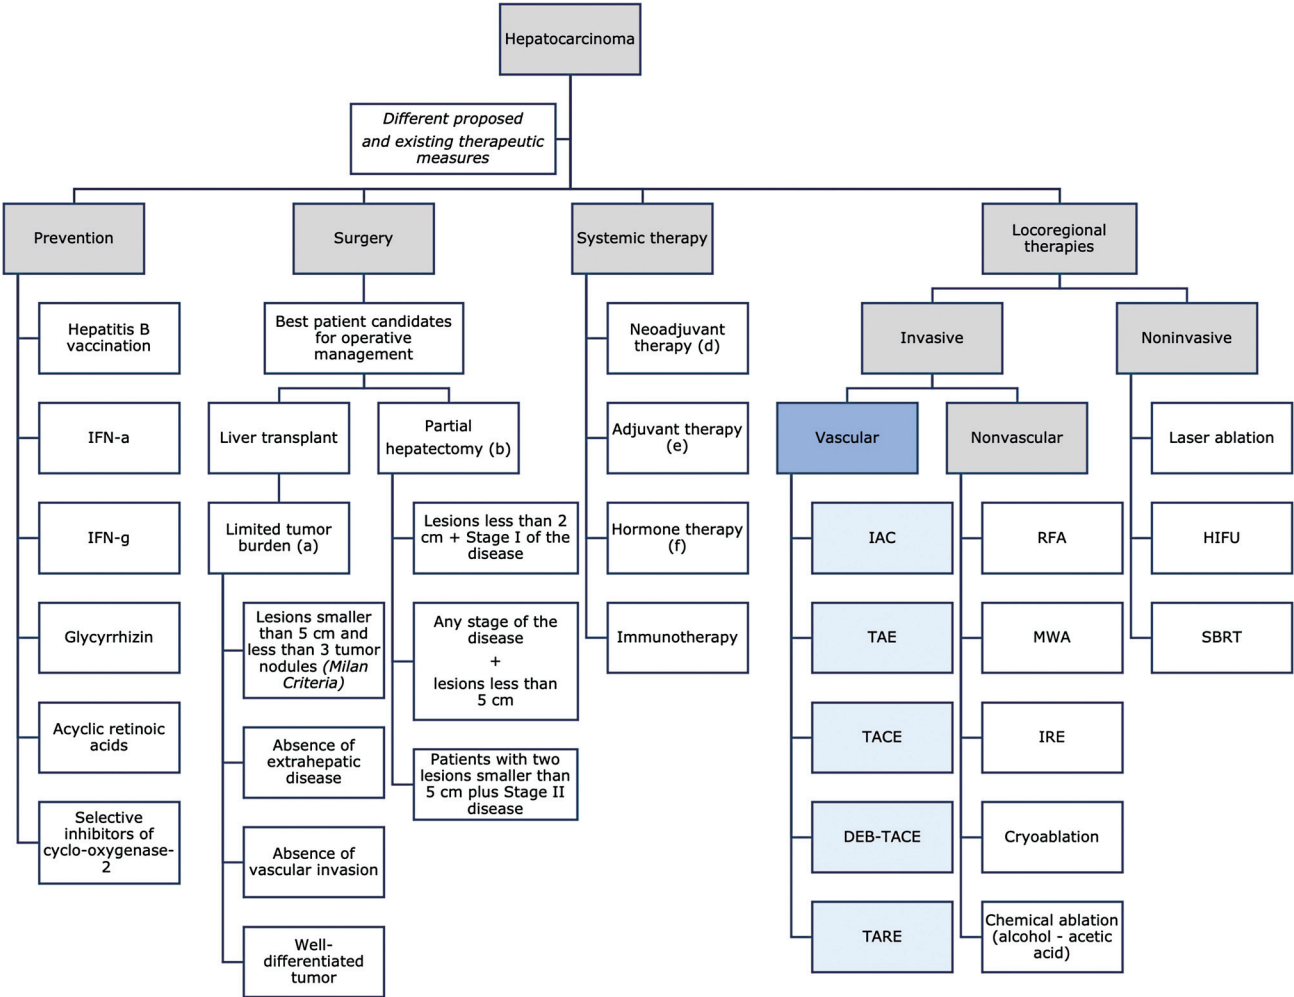 Hepatocarcinoma
Different proposed
and existing therapeutic
measures
Prevention
Hepatitis B
vaccination
IFN-a
IFN-g
Glycyrrhizin
Acyclic retinoic
acids
Selective
inhibitors of
cyclo-oxygenase-
2
Surgery
Best patient candidates
for operative
management
Liver transplant
Limited tumor
burden (a)
Lesions smaller
than 5 cm and
less than 3 tumor
nodules (Milan
Criteria)
Absence of
extrahepatic
disease
Absence of
vascular invasion
Well-
differentiated
tumor
Partial
hepatectomy (b)
Lesions less than 2
cm + Stage I of the
disease
Any stage of the
disease
+
lesions less than
5 cm
Patients with two
lesions smaller than
5 cm plus Stage II
disease
Systemic therapy
Neoadjuvant
therapy (d)
Adjuvant therapy
(e)
Hormone therapy
(f)
Immunotherapy
Locoregional
therapies
Invasive
Vascular
IAC
TAE
TACE
DEB-TACE
TARE
Nonvascular
RFA
MWA
IRE
Cryoablation
Chemical ablation
(alcohol - acetic
acid)
Noninvasive
Laser ablation
HIFU
SBRT